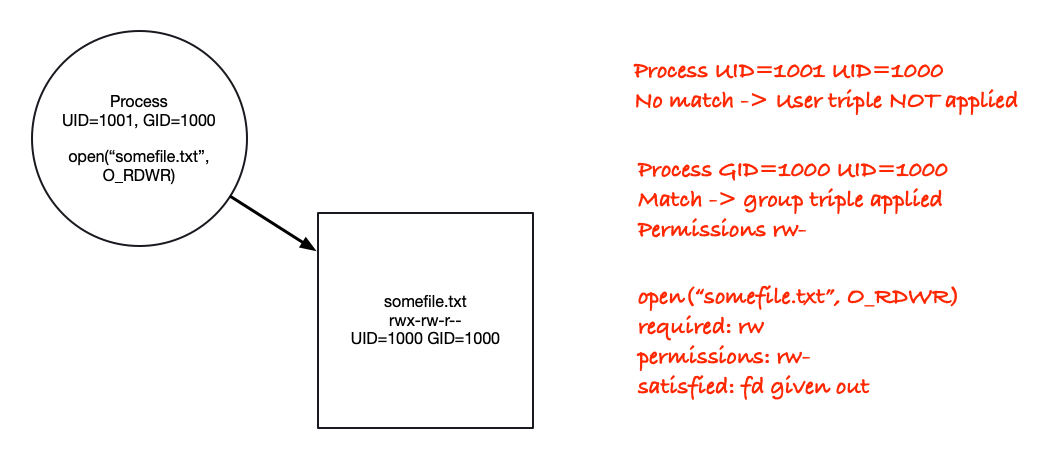 Process
UID=1001, GID=1000
open(“somefile.txt”,
O_RDWR)
somefile.txt
rwx-rw-r--
UID=1000 GID=1000
Process UID=1001 UID=1000
No match -> User triple NOT applied
Process GID=1000 UID=1000
Match -> group triple applied
Permissions rw-
open(“somefile.txt”, O_RDWR)
required: rw
permissions: rw-
satisfied: fd given out